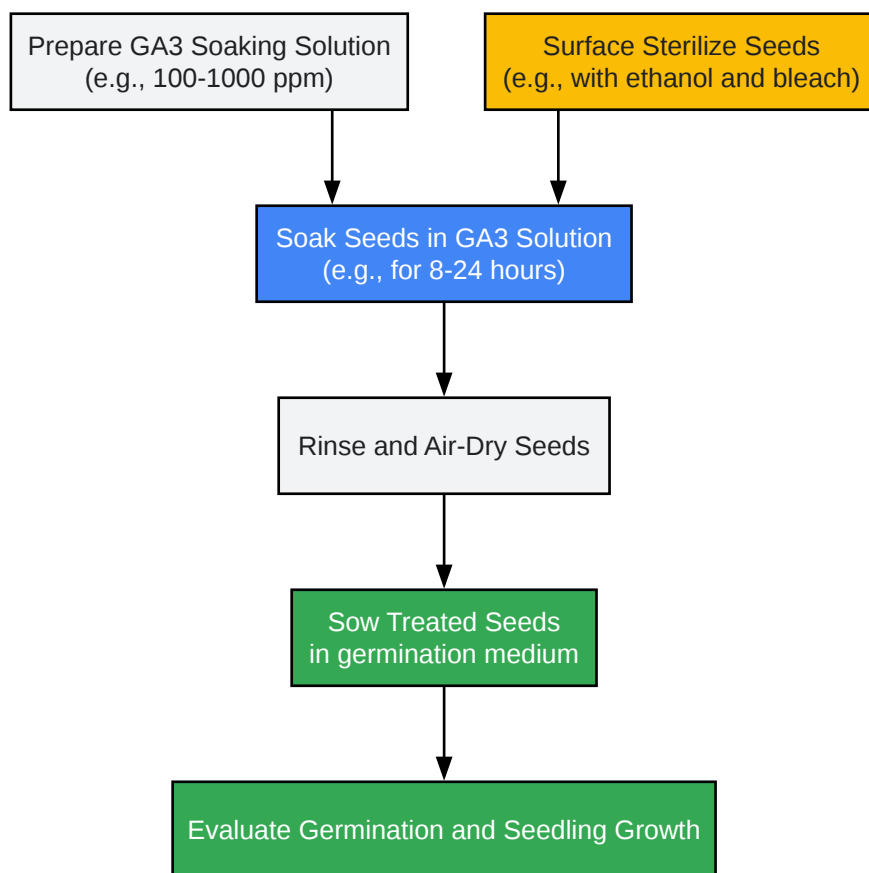 Prepare GA3 Soaking Solution
(e.g., 100-1000 ppm)
Surface Sterilize Seeds
(e.g., with ethanol and bleach)
Soak Seeds in GA3 Solution
(e.g., for 8-24 hours)
Rinse and Air-Dry Seeds
Sow Treated Seeds
in germination medium
Evaluate Germination and Seedling Growth